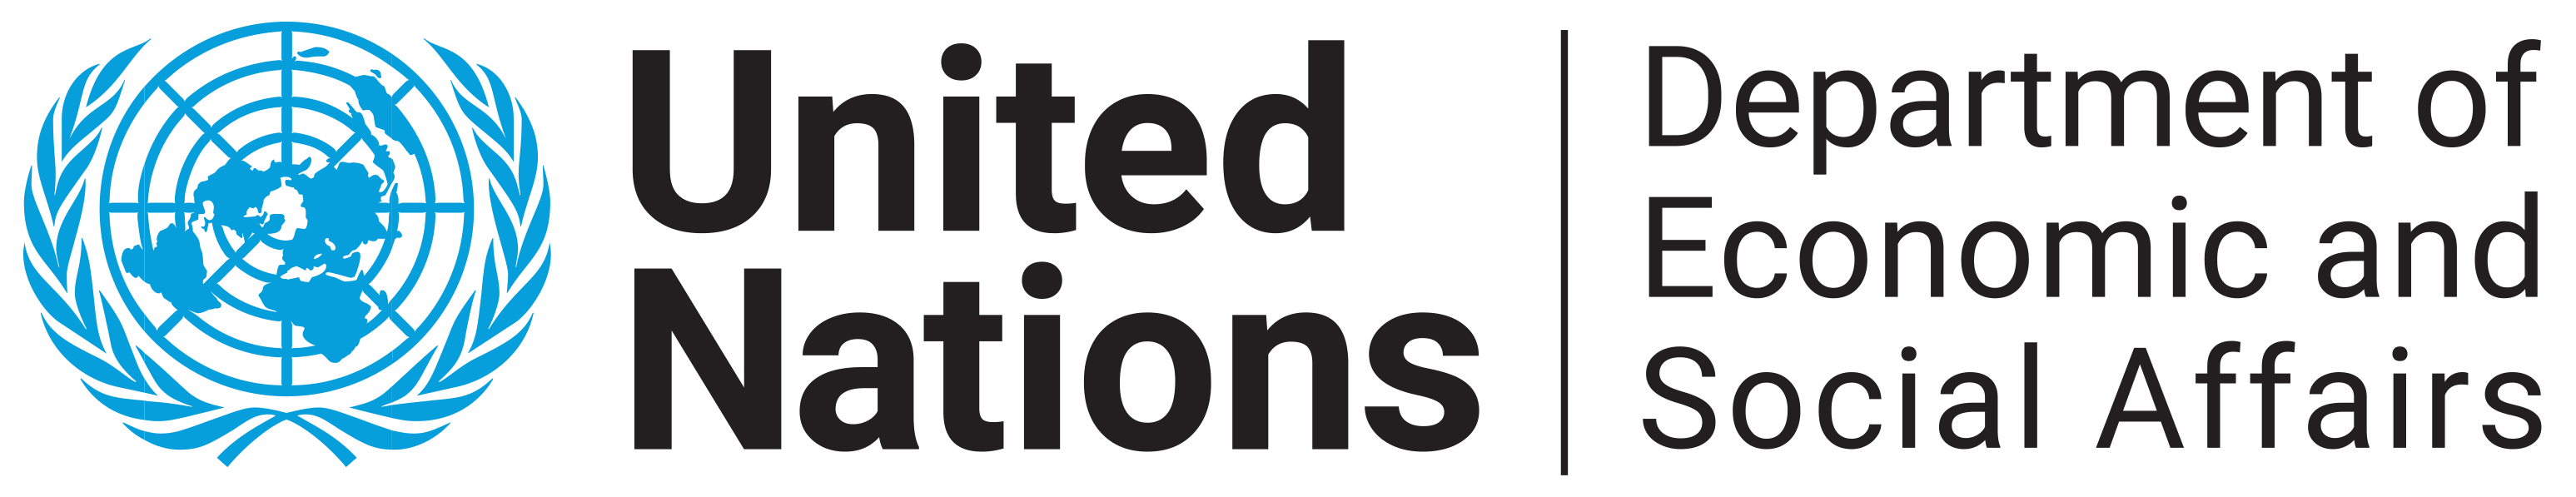 United
Nations
Department of
Economic and
Social Affairs